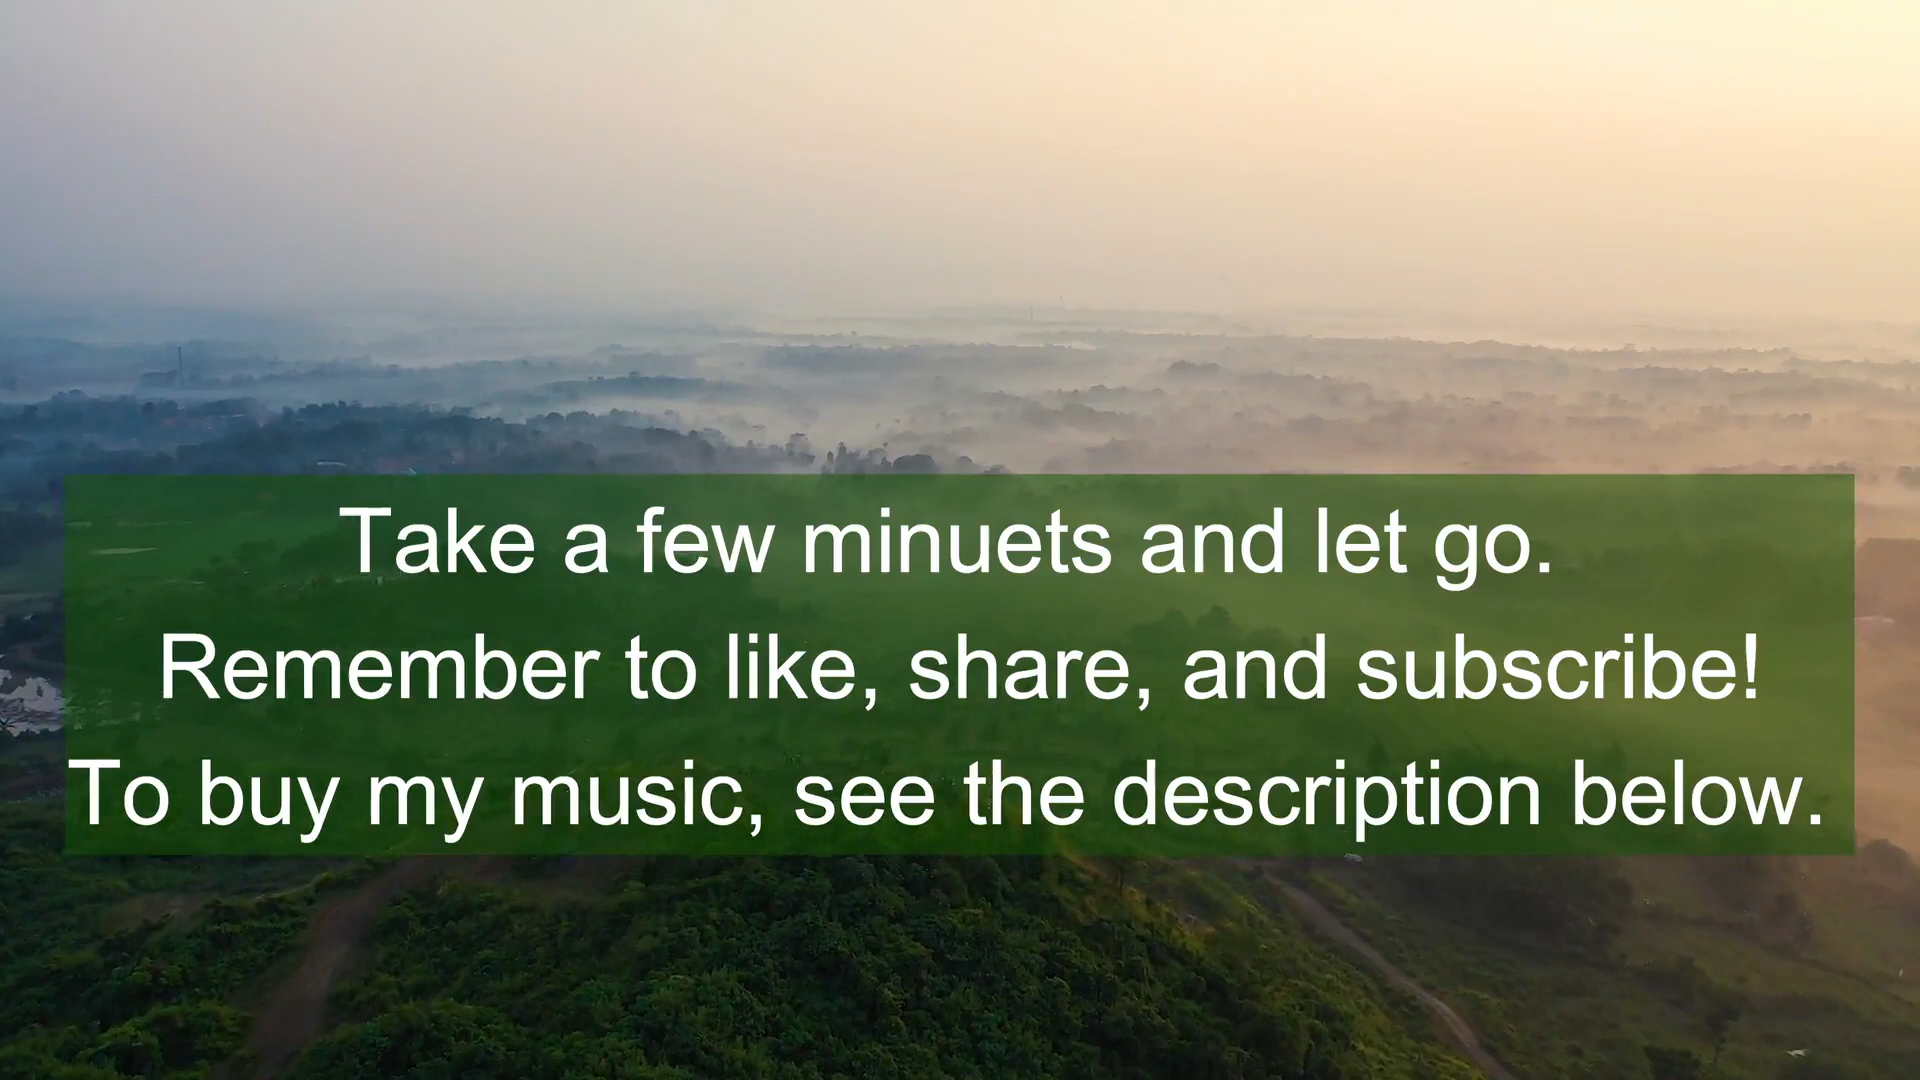 Take a few minuets and let go.
Remember to like, share, and subscribe!
To buy my music, see the description below.